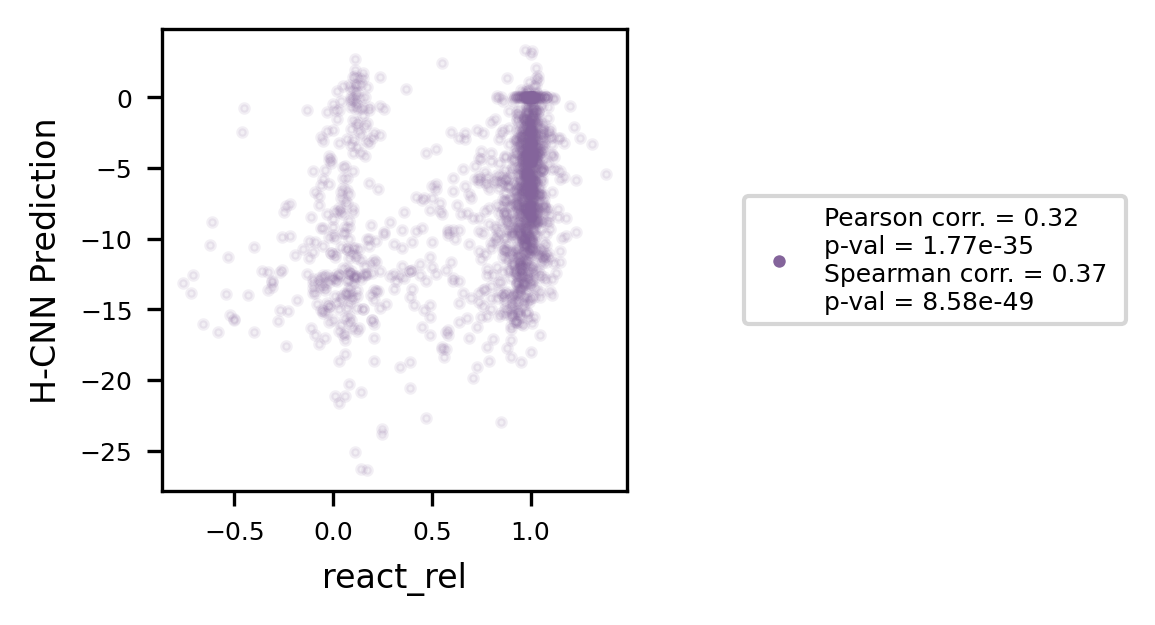 H-CNN Prediction
0
−5
−10
−15
−20
−25
−0.5
0.0
0.5
1.0
react_rel
Pearson corr. = 0.32
p-val = 1.77e-35
Spearman corr. = 0.37
p-val = 8.58e-49